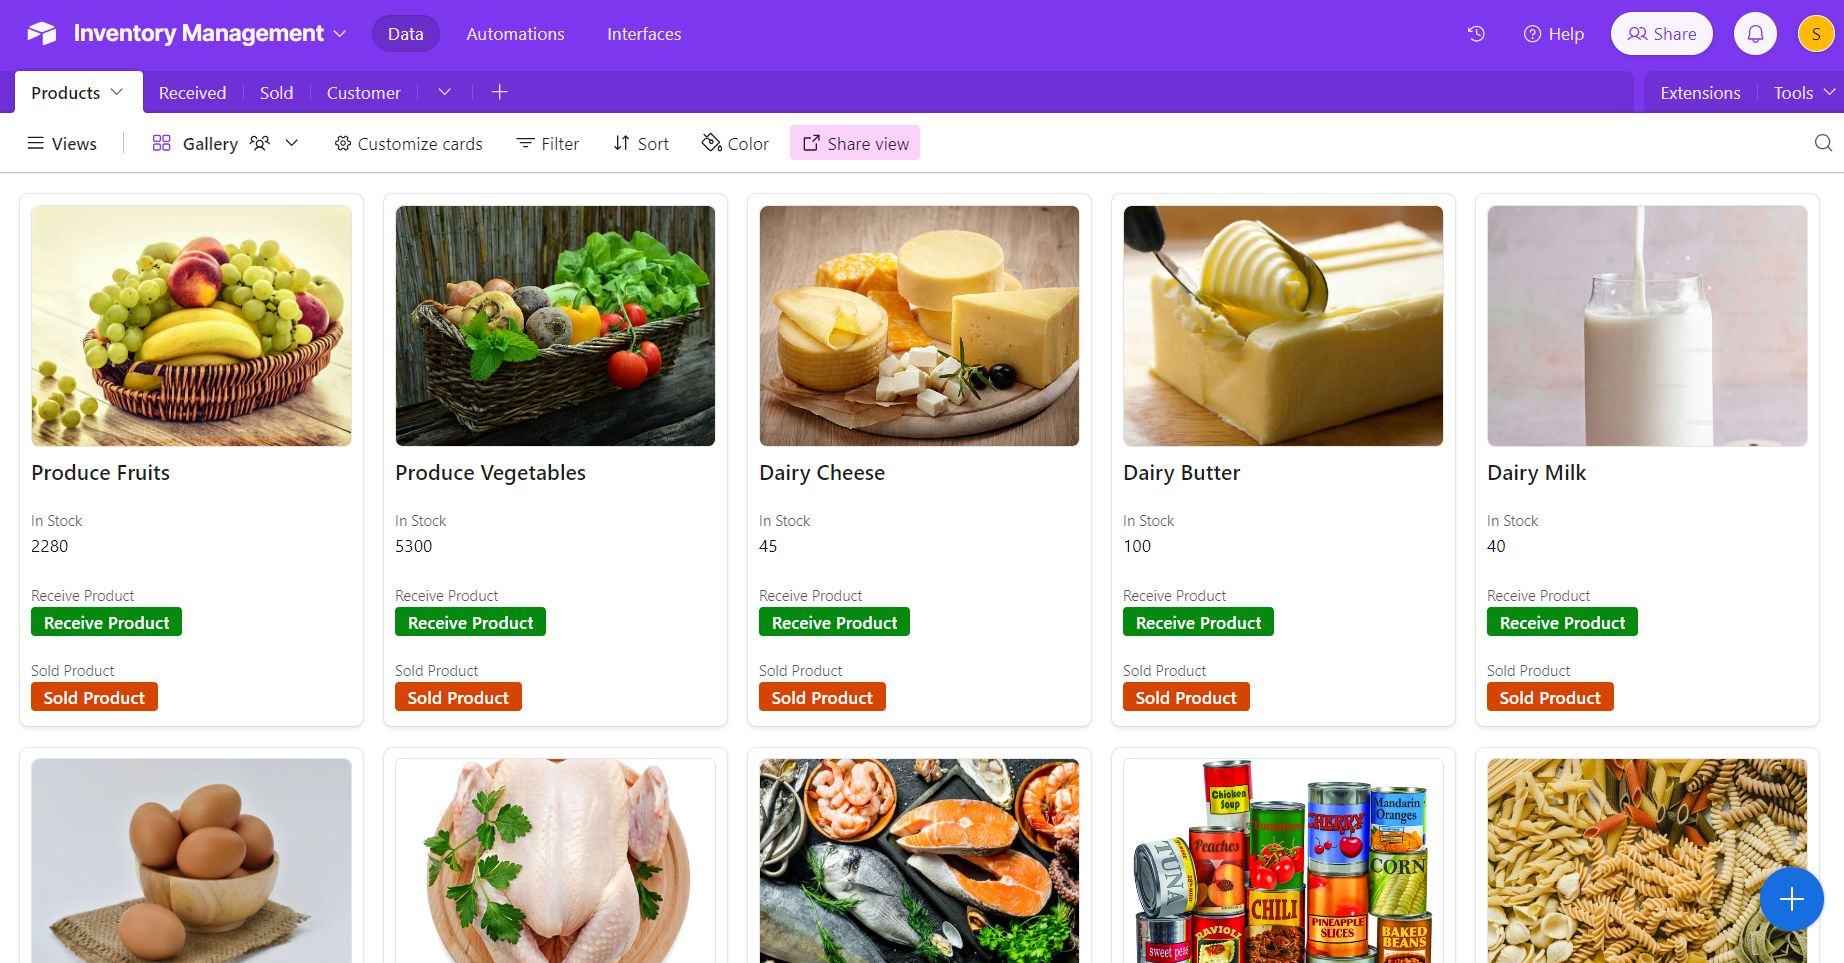 Inventory Management
Data
Automations
Interfaces
Help
Share
S
Products
Received
Sold
Customer
Extensions
Tools
Views
Gallery
Customize cards
Filter
Sort
Color
Share view
Produce Fruits
In Stock
2280
Receive Product
Receive Product
Sold Product
Sold Product
Produce Vegetables
In Stock
5300
Receive Product
Receive Product
Sold Product
Sold Product
Dairy Cheese
In Stock
45
Receive Product
Receive Product
Sold Product
Sold Product
Dairy Butter
In Stock
100
Receive Product
Receive Product
Sold Product
Sold Product
Dairy Milk
In Stock
40
Receive Product
Receive Product
Sold Product
Sold Product
Chicken
Soup
Mandarin
Oranges
Tomatoes
CHERRY
Peaches
TUNA
CORN
CHILI
PINEAPPLE
SLICES
RAVIOLI
BAKED
BEANS
sweet peas